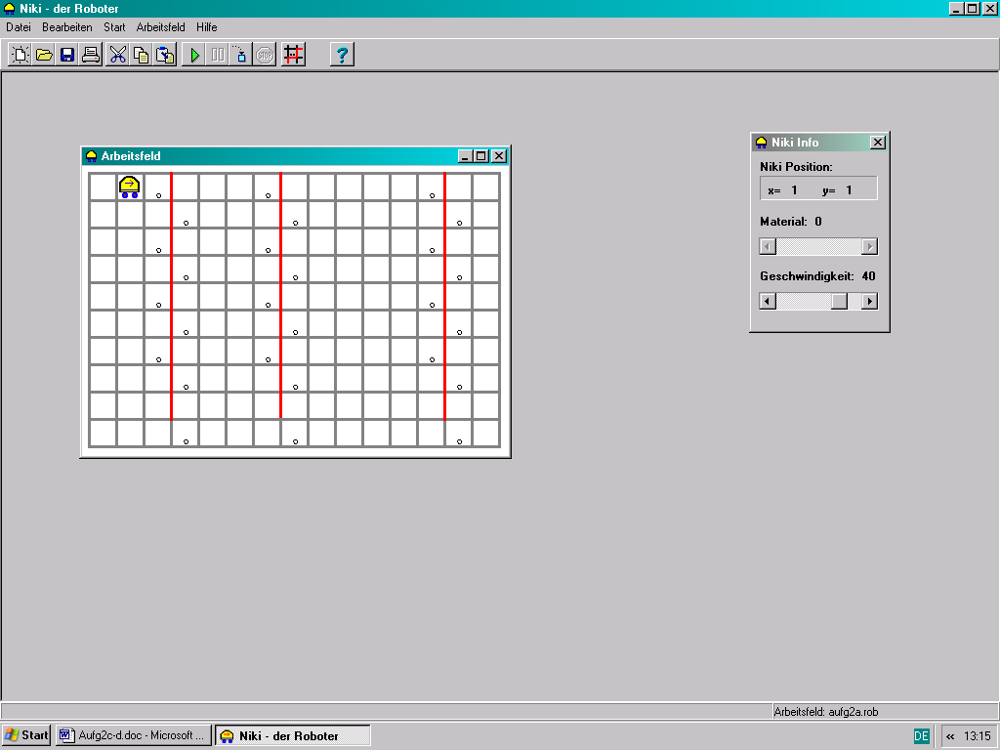 Niki - der Roboter
Datei Bearbeiten Start Arbeitsfeld Hilfe
STOP
?
Arbeitsfeld
Niki Info
Niki Position:
x= 1 y= 1
Material: 0
Geschwindigkeit: 40
Arbeitsfeld: aufg2a.rob
Start Aufg2c-d.doc - Microsoft ... Niki - der Roboter DE « 13:15